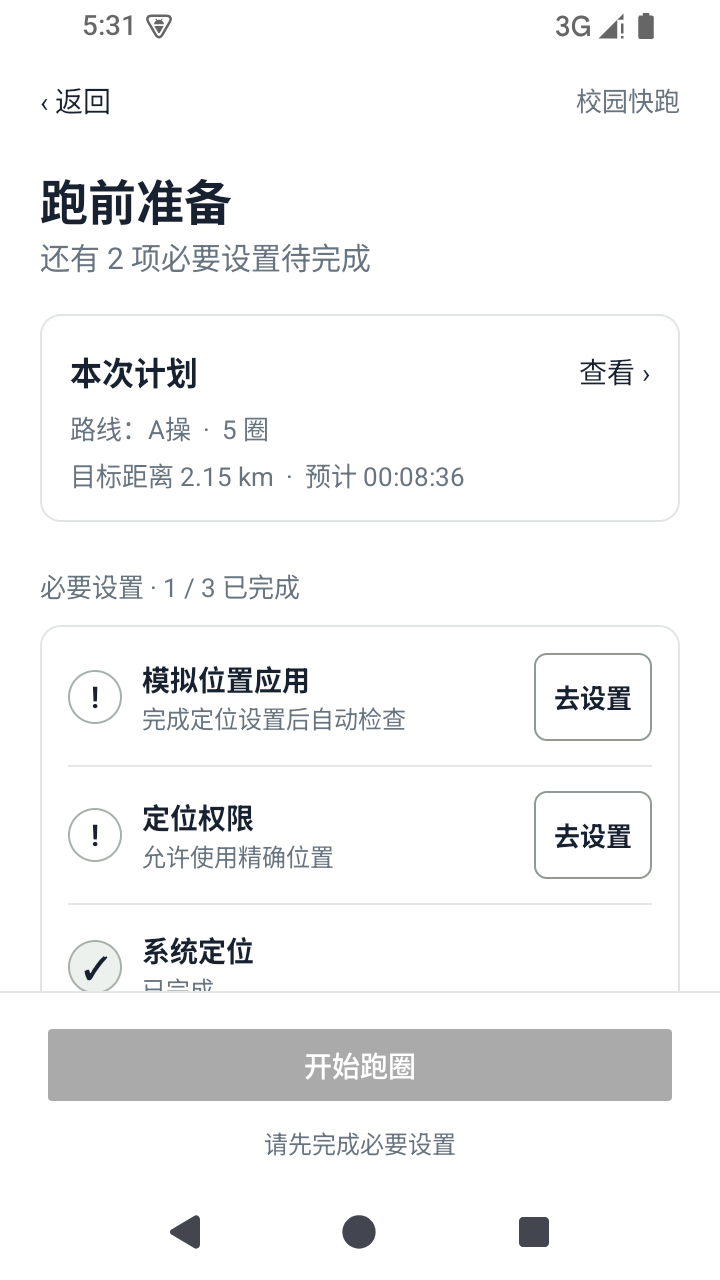 5:31
3G
‹ 返回
校园快跑
跑前准备
还有 2 项必要设置待完成
本次计划
查看 ›
路线：A操 · 5 圈
目标距离 2.15 km · 预计 00:08:36
必要设置 · 1 / 3 已完成
!
模拟位置应用
完成定位设置后自动检查
去设置
!
定位权限
允许使用精确位置
去设置
✓
系统定位
已完成
开始跑圈
请先完成必要设置